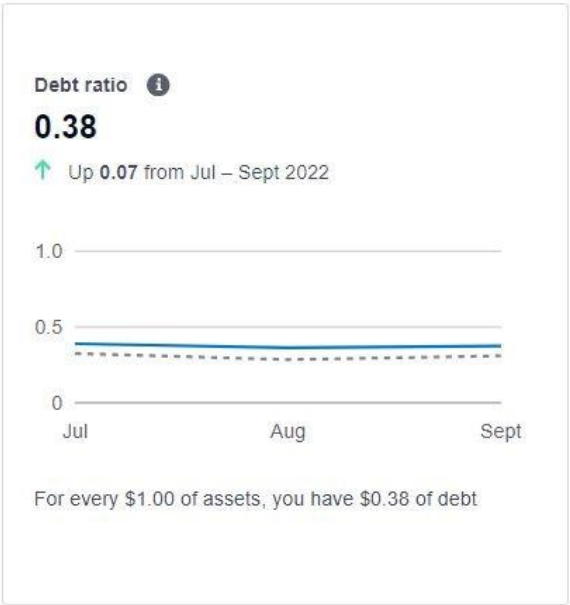 Debt ratio i
0.38
Up 0.07 from Jul – Sept 2022
1.0
0.5
0
Jul Aug Sept
For every $1.00 of assets, you have $0.38 of debt